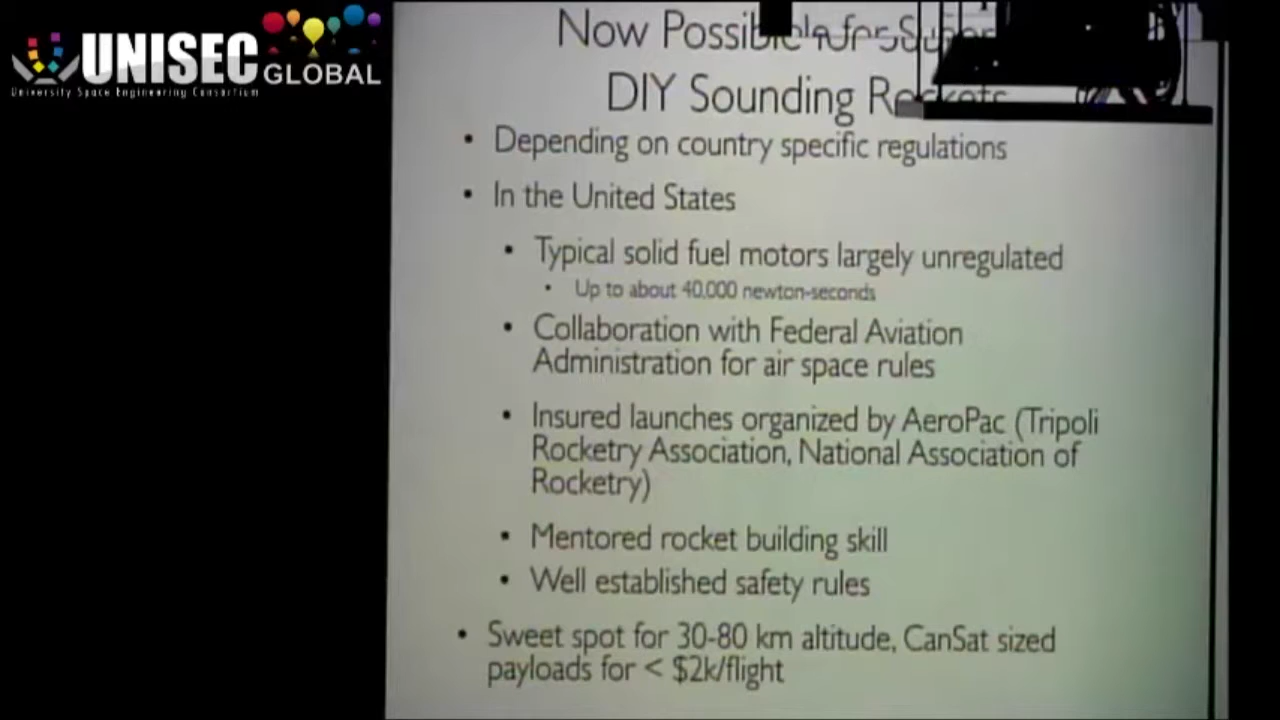 UNISEC
GLOBAL
University Space Engineering Consortium
Now Possible for
DIY Sounding Rockets
• Depending on country specific regulations
• In the United States
• Typical solid fuel motors largely unregulated
• Up to about 40,000 newton-seconds
• Collaboration with Federal Aviation
Administration for air space rules
• Insured launches organized by AeroPac (Tripoli
Rocketry Association, National Association of
Rocketry)
• Mentored rocket building skill
• Well established safety rules
• Sweet spot for 30-80 km altitude, CanSat sized
payloads for < $2k/flight